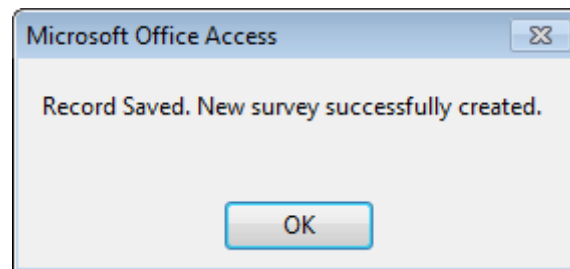 Microsoft Office Access
Record Saved. New survey successfully created.
OK